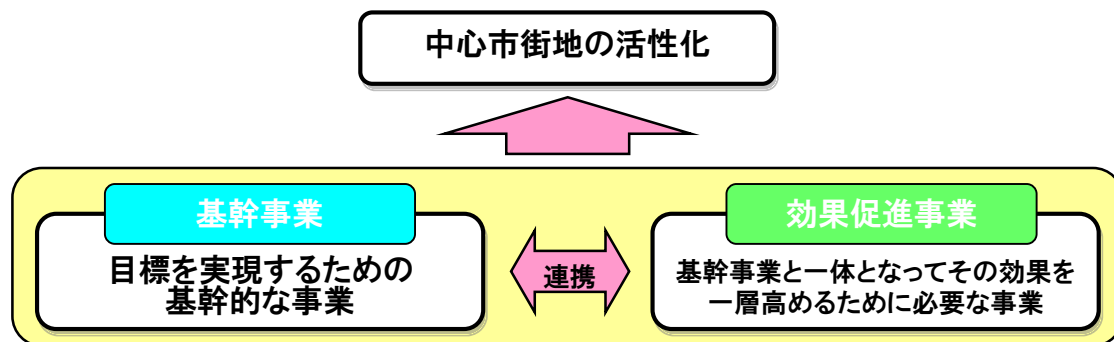 中心市街地の活性化
基幹事業
目標を実現するための
基幹的な事業
連携
効果促進事業
基幹事業と一体となってその効果を
一層高めるために必要な事業